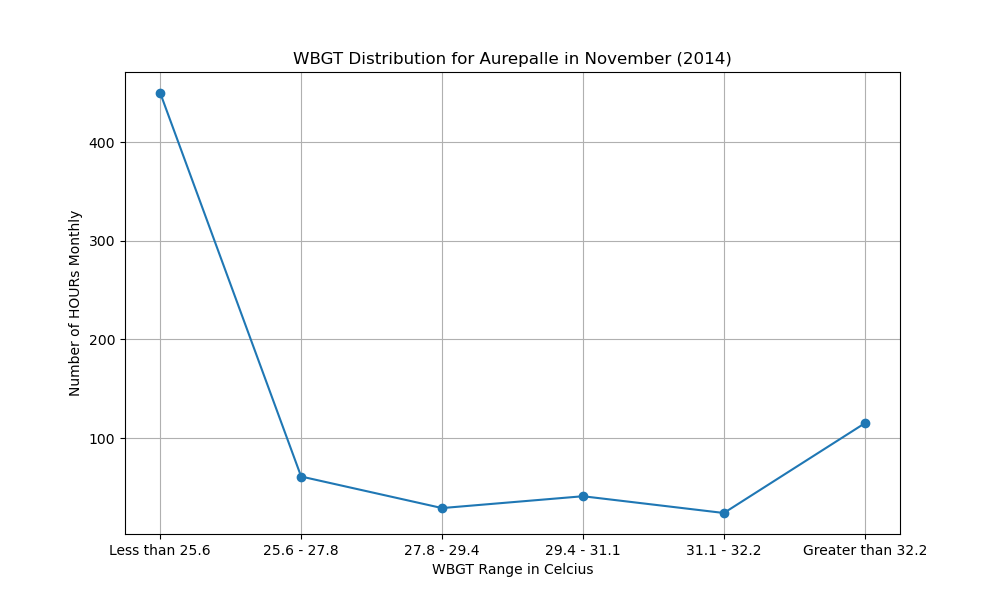 WBGT Distribution for Aurepalle in November (2014)
Number of HOURs Monthly
400
300
200
100
Less than 25.6
25.6 - 27.8
27.8 - 29.4
29.4 - 31.1
31.1 - 32.2
Greater than 32.2
WBGT Range in Celcius